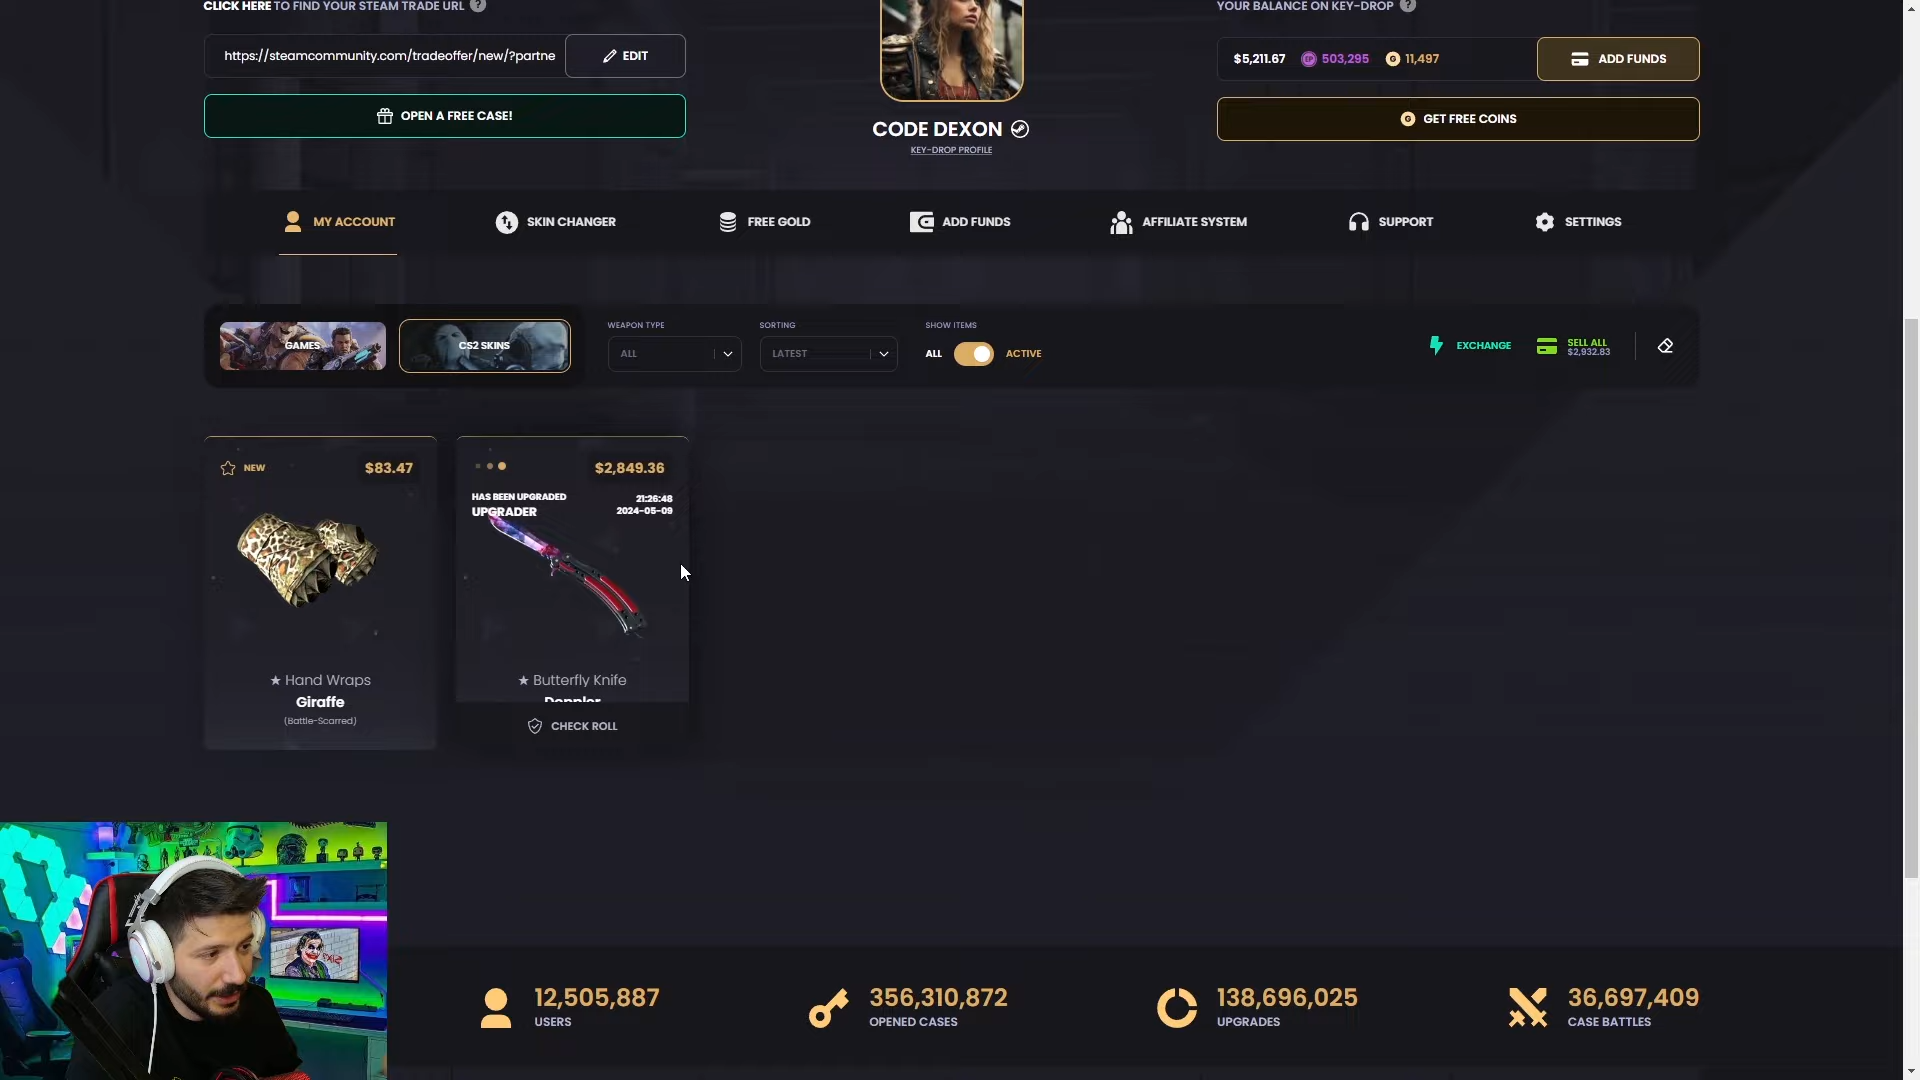 CLICK HERE TO FIND YOUR STEAM TRADE URL ?
https://steamcommunity.com/tradeoffer/new/?partne
EDIT
OPEN A FREE CASE!
CODE DEXON
KEY-DROP PROFILE
YOUR BALANCE ON KEY-DROP ?
$5,211.67 503,295 G 11,497
ADD FUNDS
G GET FREE COINS
MY ACCOUNT
SKIN CHANGER
FREE GOLD
ADD FUNDS
AFFILIATE SYSTEM
SUPPORT
SETTINGS
GAMES
CS2 SKINS
WEAPON TYPE
ALL
SORTING
LATEST
SHOW ITEMS
ALL
ACTIVE
EXCHANGE
SELL ALL
$2,932.83
NEW
$83.47
★ Hand Wraps
Giraffe
(Battle-Scarred)
$2,849.36
HAS BEEN UPGRADED
UPGRADER
21:26:48
2024-05-09
★ Butterfly Knife
Doppler
CHECK ROLL
12,505,887
USERS
356,310,872
OPENED CASES
138,696,025
UPGRADES
36,697,409
CASE BATTLES